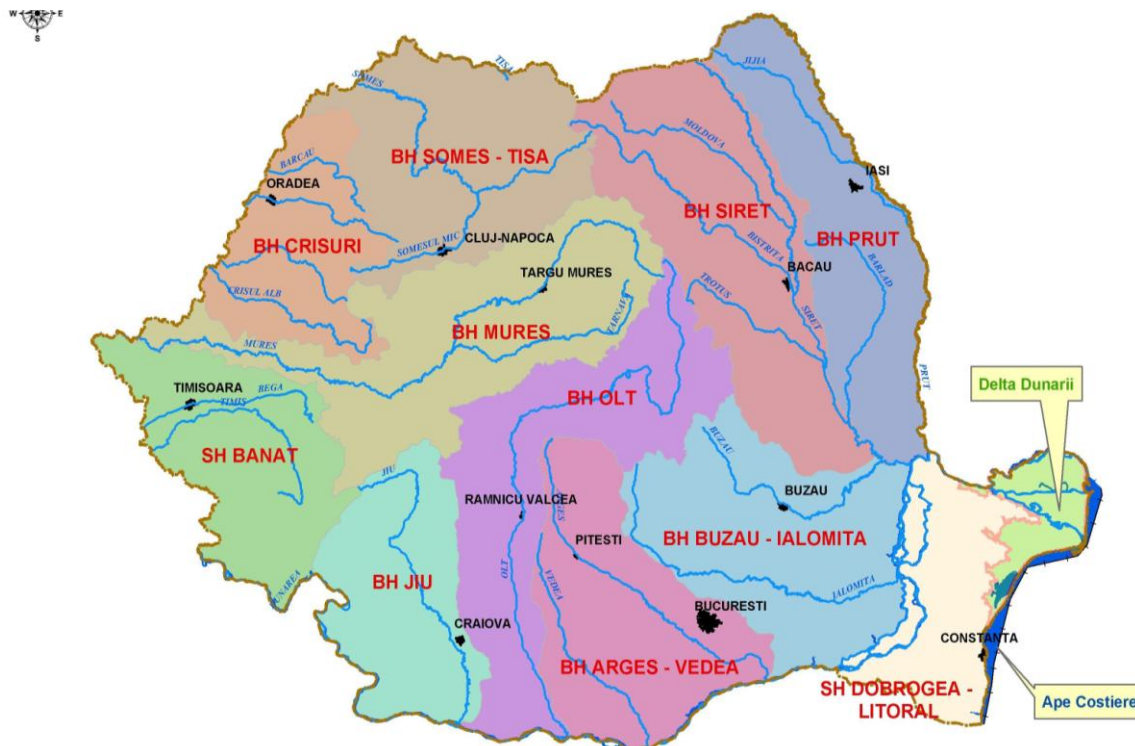 W E
S
TISA
SOMES
JIJIA
MOLDOVA
BARCAU
BH SOMES - TISA
ORADEA
IASI
BH SIRET
SOMESUL MIC
CLUJ-NAPOCA
BH CRISURI
BH PRUT
BISTRITA
BARLAD
TARGU MURES
BACAU
CRISUL ALB
TROTUS
TARNAVA
SIRET
BH MURES
MURES
PRUT
TIMISOARA
BEGA
TIMIS
BH OLT
Delta Dunarii
SH BANAT
BUZAU
JIU
RAMNICU VALCEA
BUZAU
PITESTI
BH BUZAU - IALOMITA
OLT
VEDEA
BH JIU
IALOMITA
BUCURESTI
CRAIOVA
CONSTANTA
BH ARGES - VEDEA
SH DOBROGEA -
LITORAL
Ape Costiere